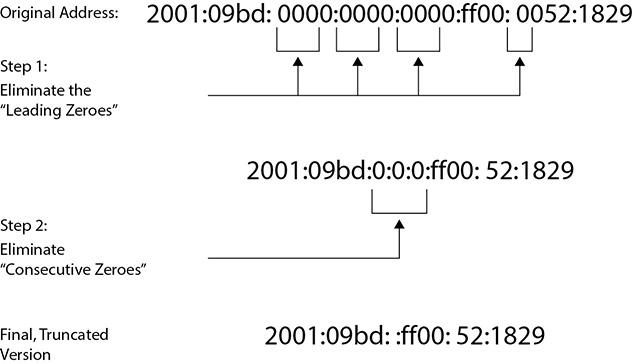 Original Address: 2001:09bd: 0000:0000:0000:ff00: 0052:1829
Step 1:
Eliminate the
“Leading Zeroes”
2001:09bd:0:0:0:ff00: 52:1829
Step 2:
Eliminate
“Consecutive Zeroes”
Final, Truncated
Version
2001:09bd: :ff00: 52:1829